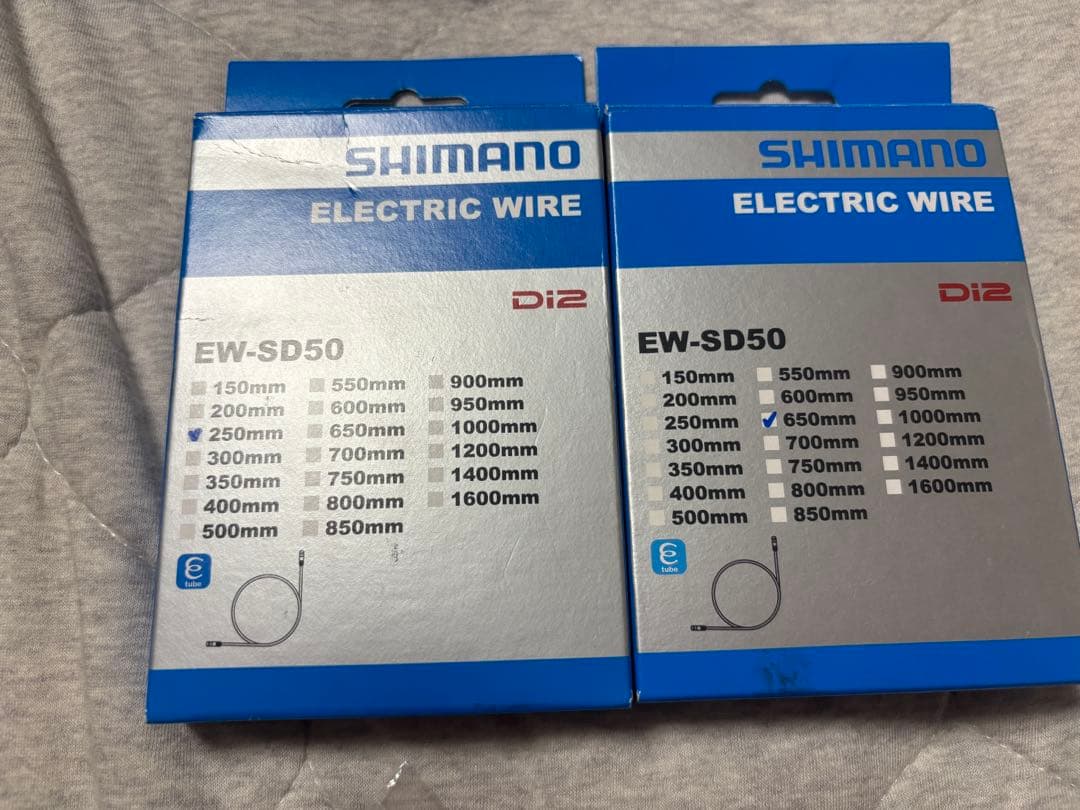 SHIMANO
ELECTRIC WIRE
Di2
EW-SD50
150mm 550mm 900mm
200mm 600mm 950mm
250mm 650mm 1000mm
300mm 700mm 1200mm
350mm 750mm 1400mm
400mm 800mm 1600mm
500mm 850mm
E
tube
SHIMANO
ELECTRIC WIRE
Di2
EW-SD50
150mm 550mm 900mm
200mm 600mm 950mm
250mm 650mm 1000mm
300mm 700mm 1200mm
350mm 750mm 1400mm
400mm 800mm 1600mm
500mm 850mm
E
tube